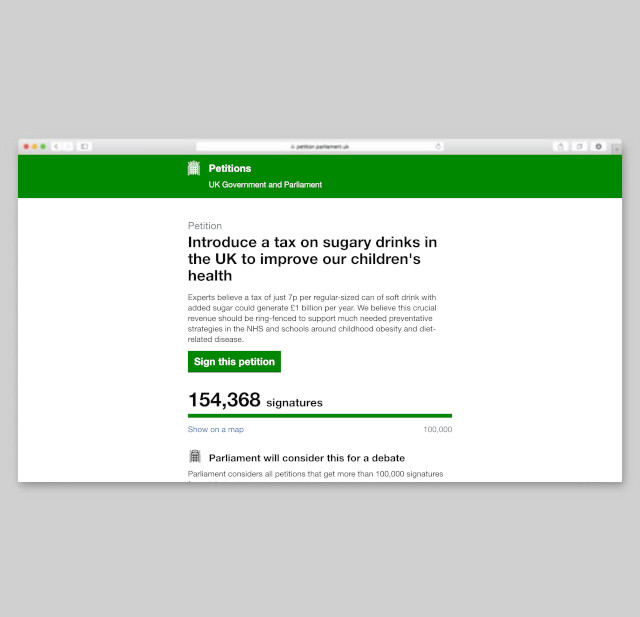 petition.parliament.uk
Petitions
UK Government and Parliament
Petition
Introduce a tax on sugary drinks in
the UK to improve our children's
health
Experts believe a tax of just 7p per regular-sized can of soft drink with
added sugar could generate £1 billion per year. We believe this crucial
revenue should be ring-fenced to support much needed preventative
strategies in the NHS and schools around childhood obesity and diet-
related disease.
Sign this petition
154,368 signatures
Show on a map 100,000
Parliament will consider this for a debate
Parliament considers all petitions that get more than 100,000 signatures